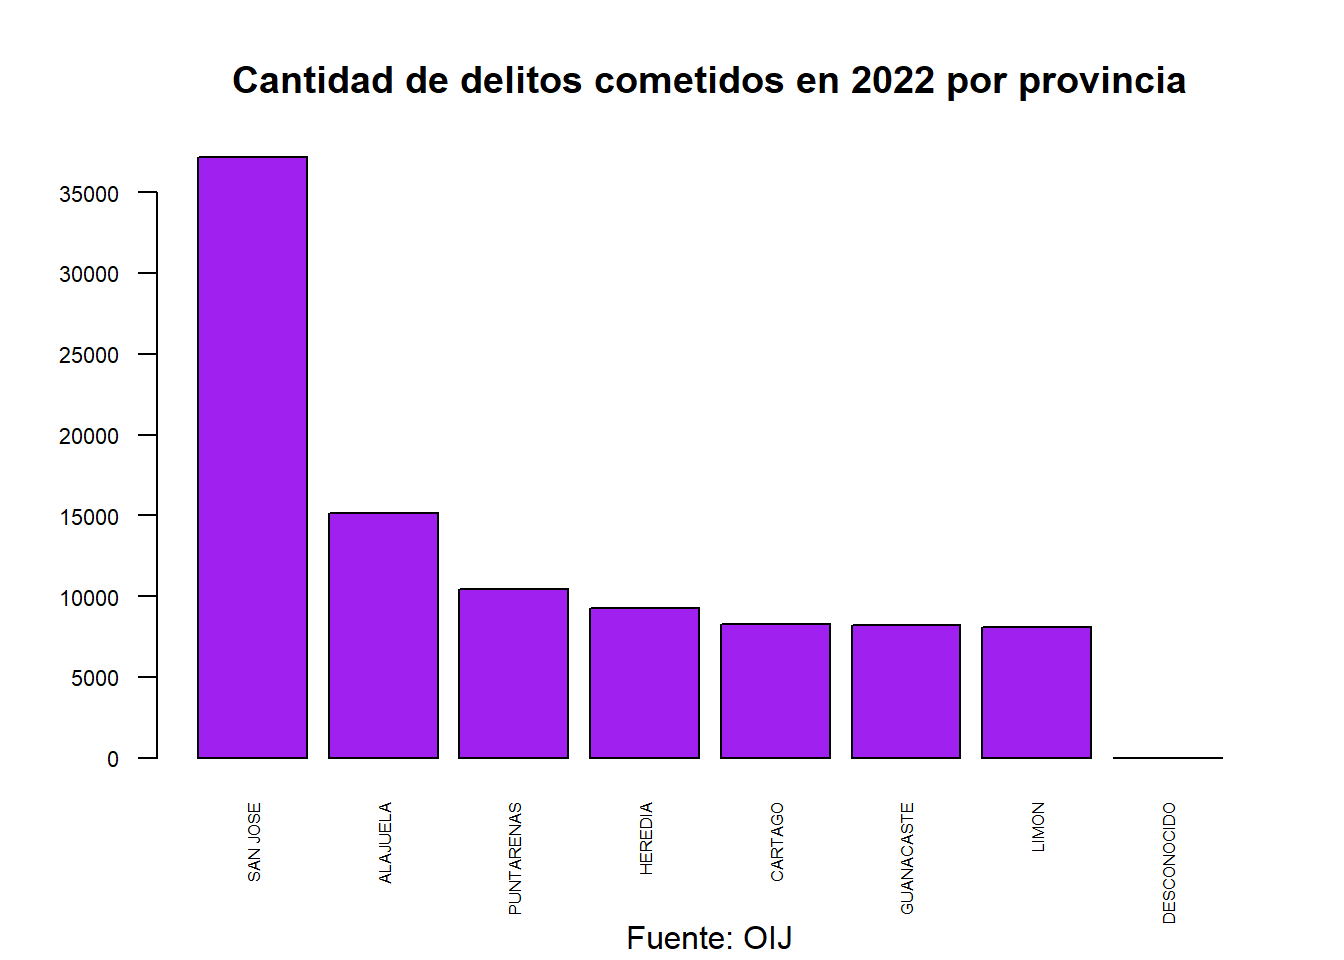 Cantidad de delitos cometidos en 2022 por provincia
35000
30000
25000
20000
15000
10000
5000
0
SAN JOSE
ALAJUELA
PUNTARENAS
HEREDIA
CARTAGO
GUANACASTE
LIMON
DESCONOCIDO
Fuente: OIJ